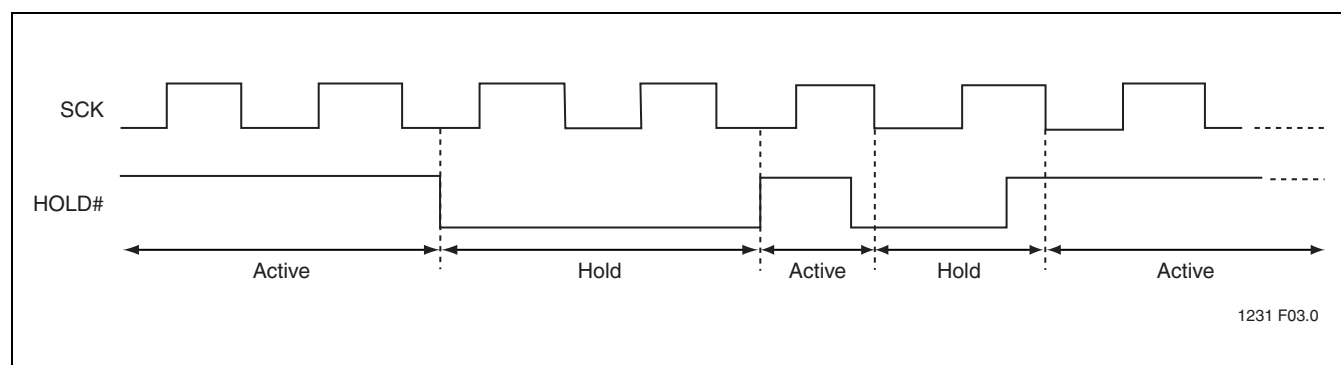 SCK
HOLD#
Active Hold Active Hold Active
1231 F03.0